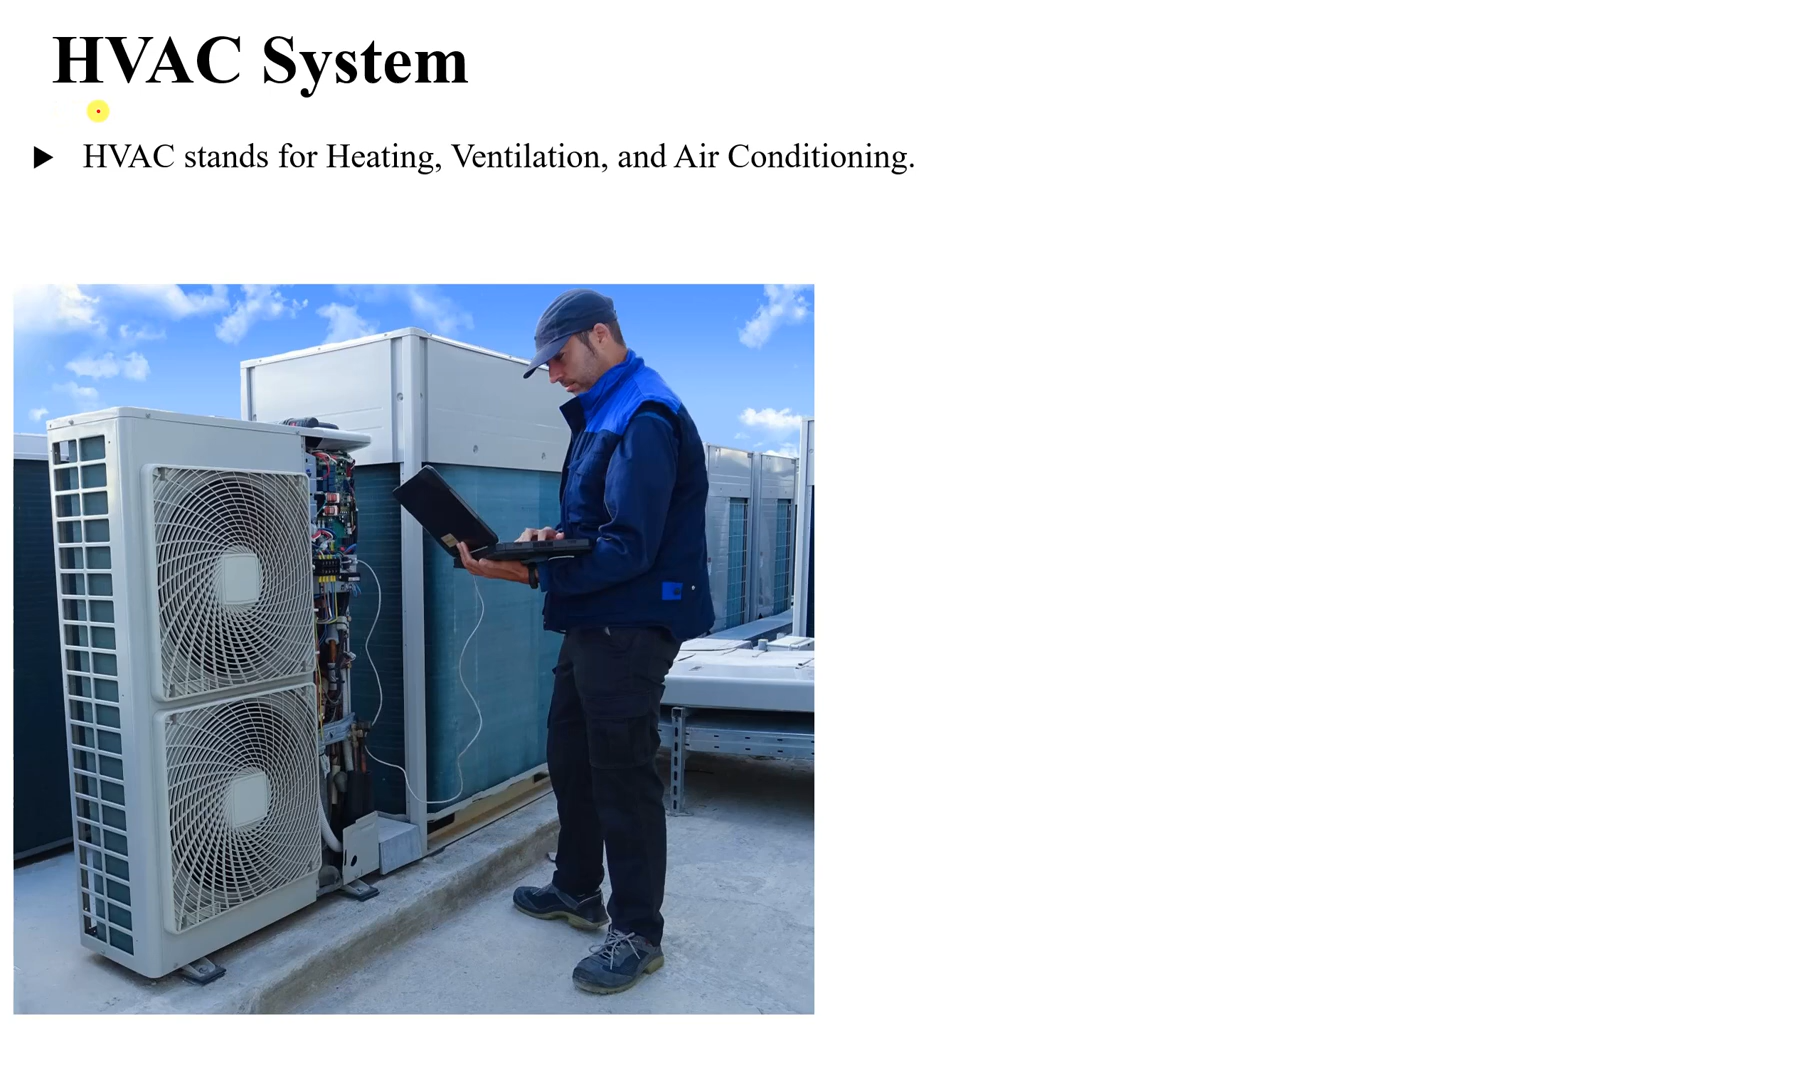 HVAC System
HVAC stands for Heating, Ventilation, and Air Conditioning.